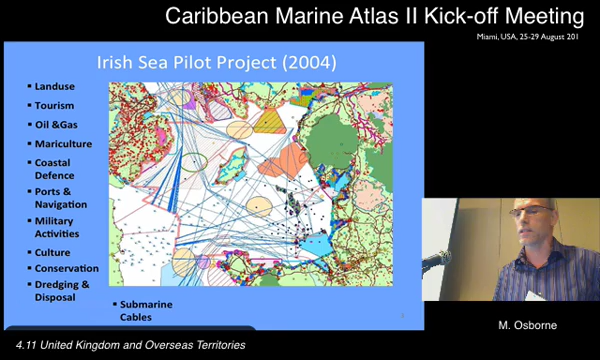 Caribbean Marine Atlas II Kick-off Meeting
Miami, USA, 25-29 August 201
Irish Sea Pilot Project (2004)
▪ Landuse
▪ Tourism
▪ Oil &Gas
▪ Mariculture
▪ Coastal
Defence
▪ Ports &
Navigation
▪ Military
Activities
▪ Culture
▪ Conservation
▪ Dredging &
Disposal
▪ Submarine
Cables
M. Osborne
4.11 United Kingdom and Overseas Territories